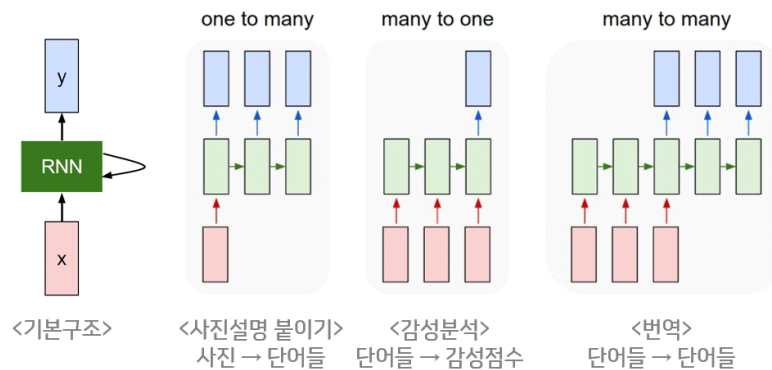 one to many
many to one
many to many
y
RNN
x
<기본구조>
<사진설명 붙이기>
사진 → 단어들
<감성분석>
단어들 → 감성점수
<번역>
단어들 → 단어들